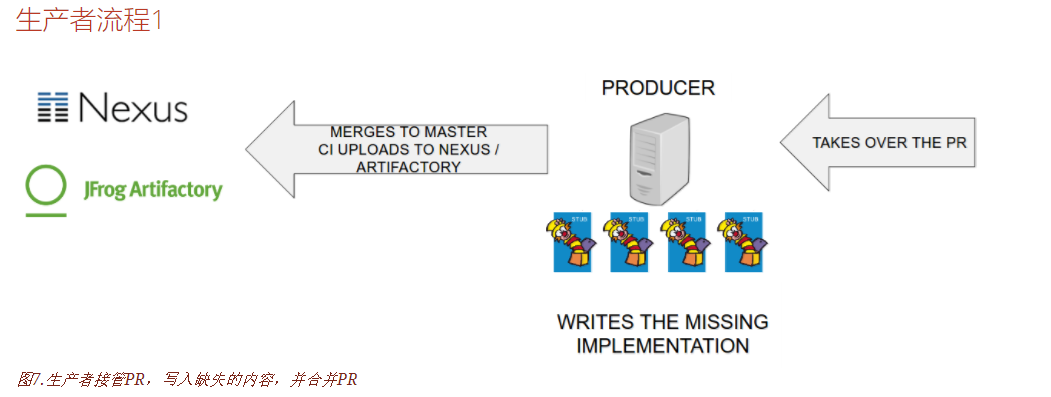 生产者流程1
Nexus
JFrog Artifactory
MERGES TO MASTER
CI UPLOADS TO NEXUS /
ARTIFACTORY
PRODUCER
TAKES OVER THE PR
STUB STUB STUB STUB
WRITES THE MISSING
IMPLEMENTATION
图7.生产者接管PR，写入缺失的内容，并合并PR